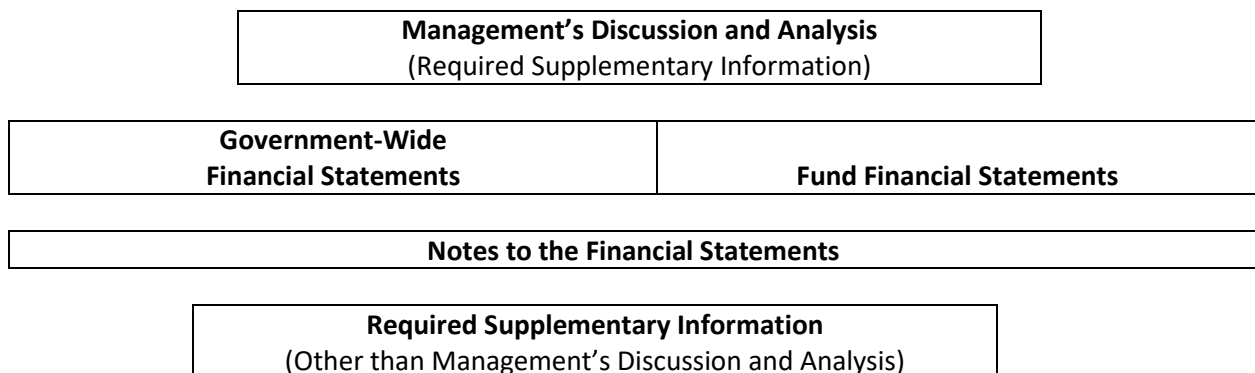 Management’s Discussion and Analysis
(Required Supplementary Information)
Government-Wide
Financial Statements
Fund Financial Statements
Notes to the Financial Statements
Required Supplementary Information
(Other than Management’s Discussion and Analysis)